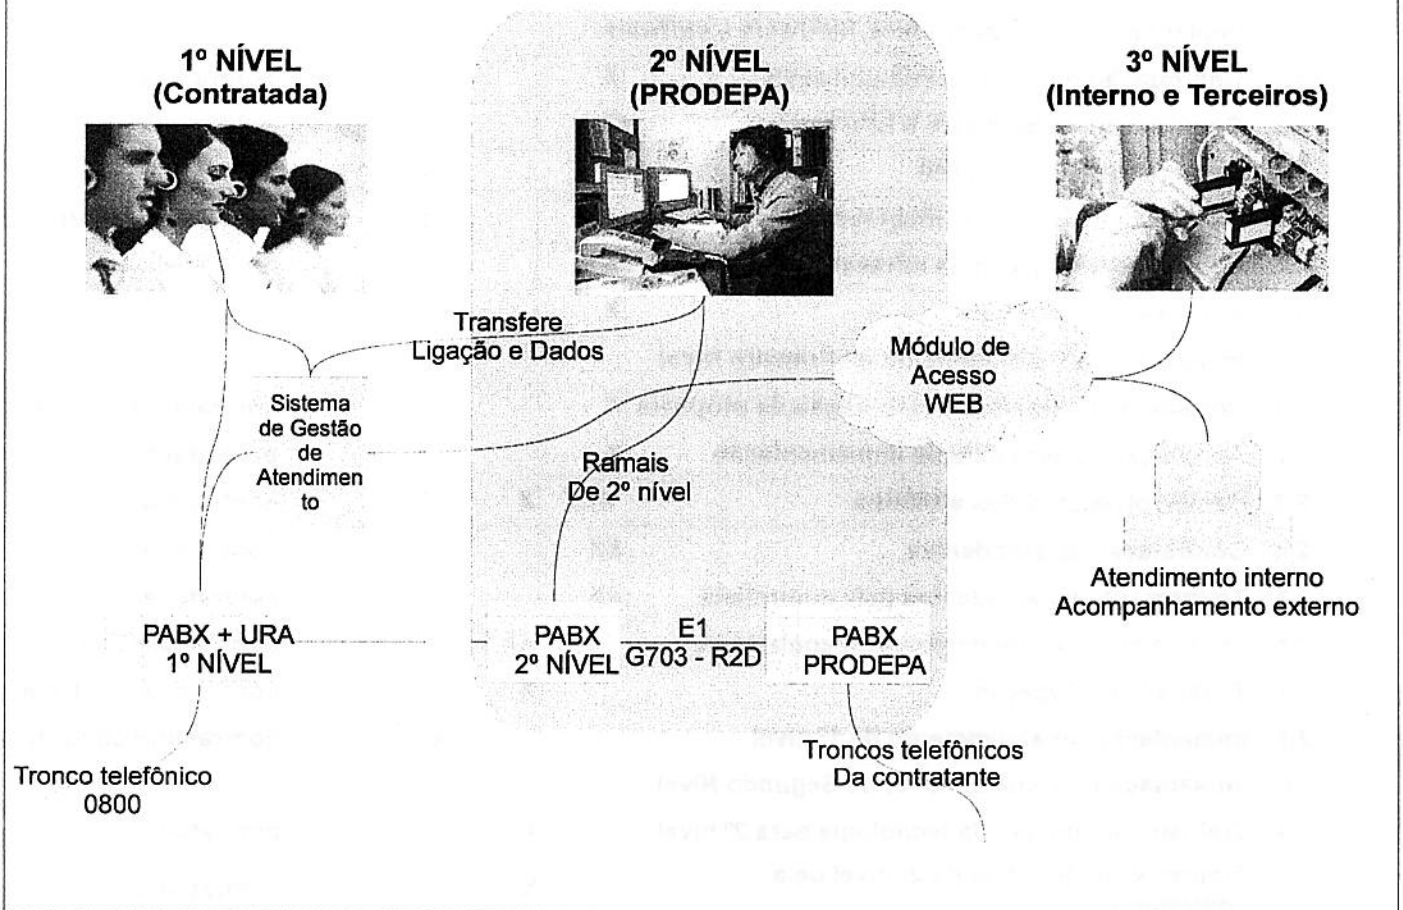 1º NÍVEL
(Contratada)
2º NÍVEL
(PRODEPA)
3º NÍVEL
(Interno e Terceiros)
Transfere
Ligação e Dados
Módulo de
Acesso
WEB
Sistema
de Gestão
de
Atendimen
to
Ramais
De 2º nível
Atendimento interno
Acompanhamento externo
PABX + URA
1º NÍVEL
PABX
2º NÍVEL
E1
G703 - R2D
PABX
PRODEPA
Troncos telefônicos
Da contratante
Tronco telefônico
0800